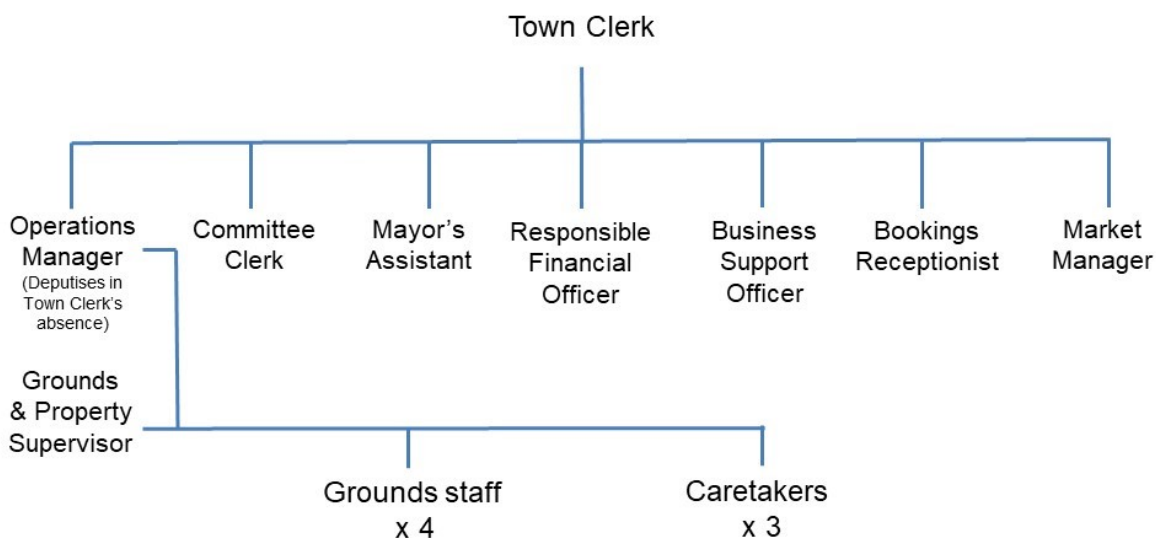 Town Clerk
Operations
Manager
(Deputises in
Town Clerk's
absence)
Committee
Clerk
Mayor's
Assistant
Responsible
Financial
Officer
Business
Support
Officer
Bookings
Receptionist
Market
Manager
Grounds
& Property
Supervisor
Grounds staff
x 4
Caretakers
x 3